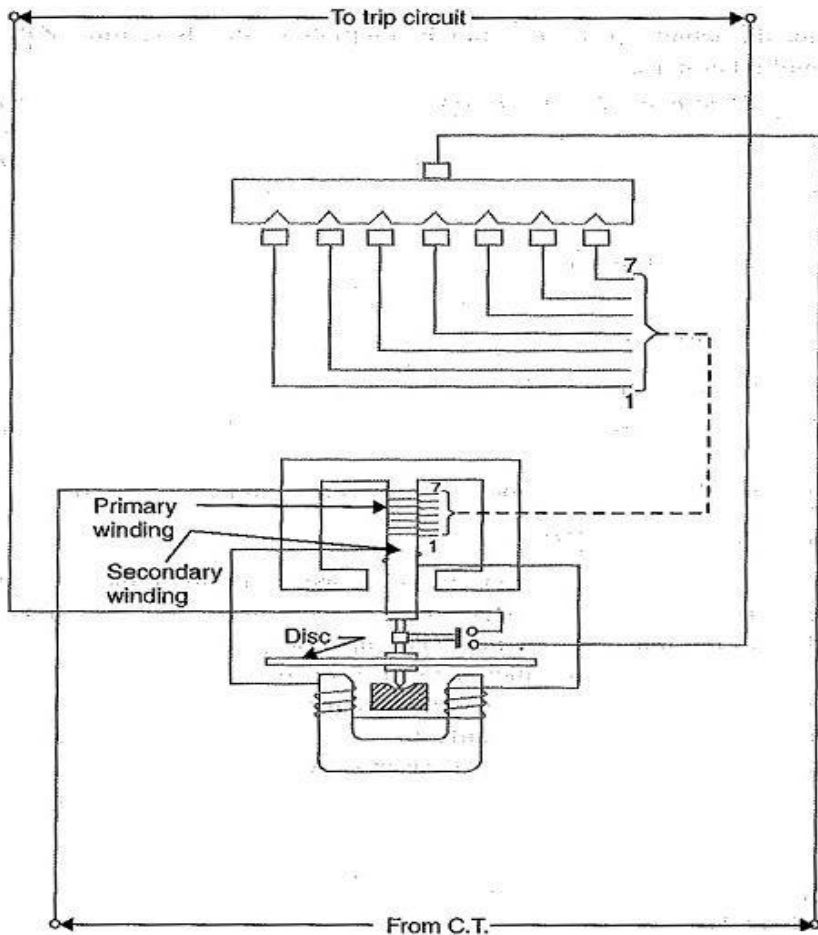 To trip circuit
7
1
7
Primary
winding
1
Secondary
winding
Disc
From C.T.